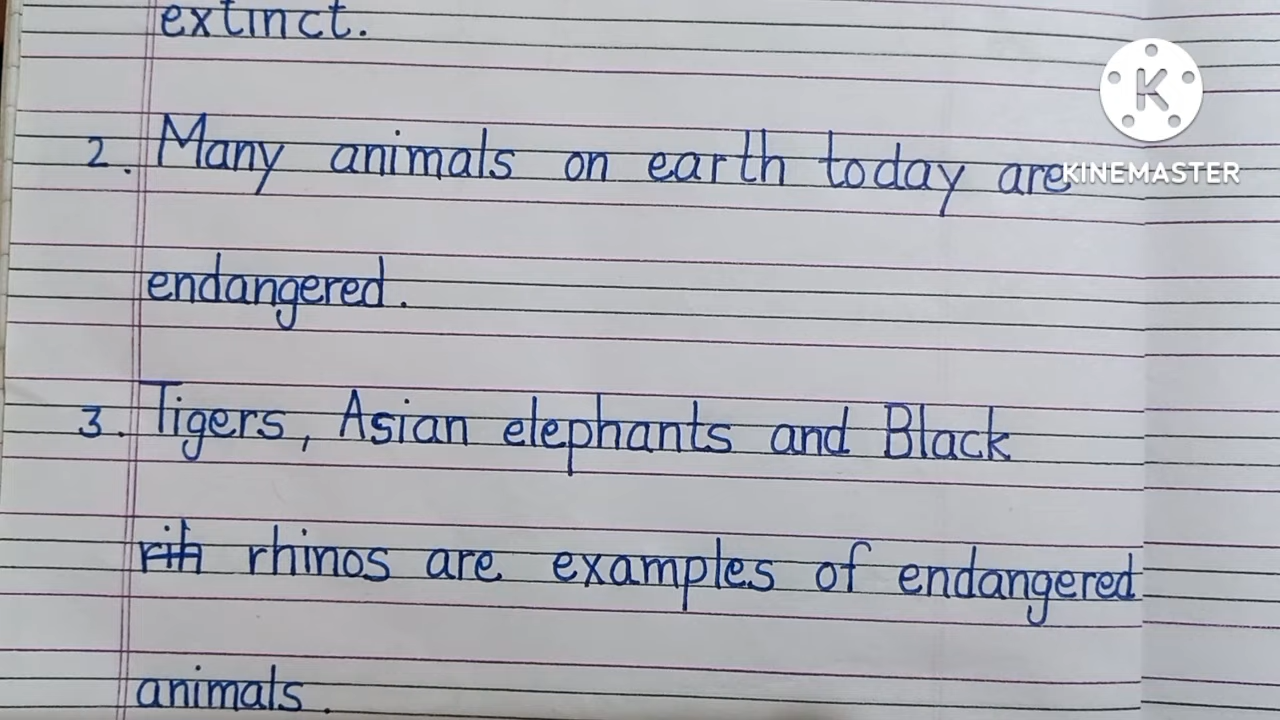 extinct.
2. Many animals on earth today are
endangered.
3. Tigers, Asian elephants and Black
rih rhinos are examples of endangered
animals.
K
KINEMASTER